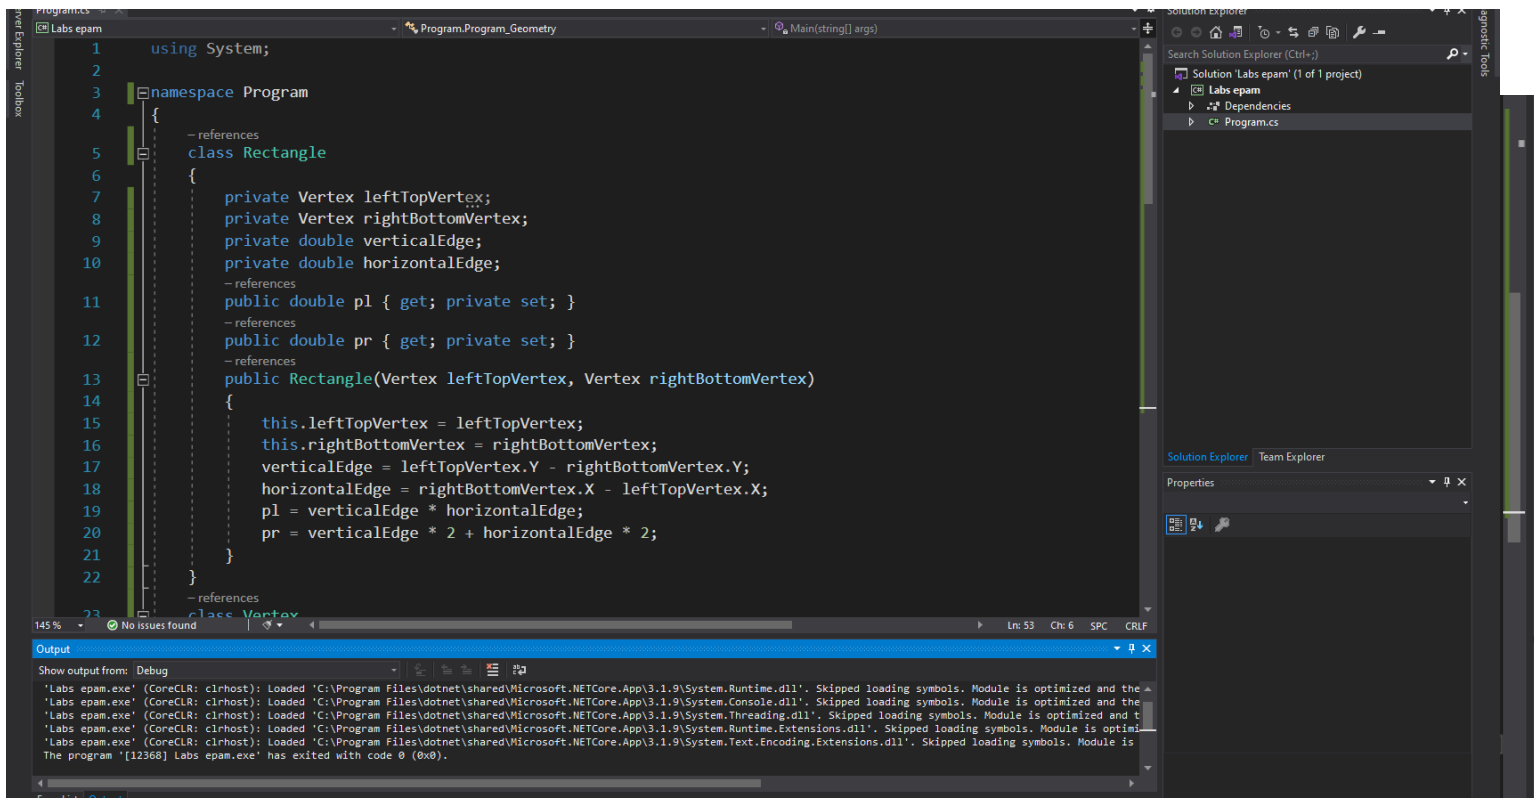 Program.cs
Labs epam
Program.Program_Geometry
Main(string[] args)
Server Explorer
Toolbox
1 using System;
2
3 namespace Program
4 {
– references
5 class Rectangle
6 {
7 private Vertex leftTopVertex;
8 private Vertex rightBottomVertex;
9 private double verticalEdge;
10 private double horizontalEdge;
– references
11 public double pl { get; private set; }
– references
12 public double pr { get; private set; }
– references
13 public Rectangle(Vertex leftTopVertex, Vertex rightBottomVertex)
14 {
15 this.leftTopVertex = leftTopVertex;
16 this.rightBottomVertex = rightBottomVertex;
17 verticalEdge = leftTopVertex.Y - rightBottomVertex.Y;
18 horizontalEdge = rightBottomVertex.X - leftTopVertex.X;
19 pl = verticalEdge * horizontalEdge;
20 pr = verticalEdge * 2 + horizontalEdge * 2;
21 }
22 }
– references
23 class Vertex
145 %
No issues found
Ln: 53 Ch: 6 SPC CRLF
Output
Show output from: Debug
'Labs epam.exe' (CoreCLR: clrhost): Loaded 'C:\Program Files\dotnet\shared\Microsoft.NETCore.App\3.1.9\System.Runtime.dll'. Skipped loading symbols. Module is optimized and the
'Labs epam.exe' (CoreCLR: clrhost): Loaded 'C:\Program Files\dotnet\shared\Microsoft.NETCore.App\3.1.9\System.Console.dll'. Skipped loading symbols. Module is optimized and the
'Labs epam.exe' (CoreCLR: clrhost): Loaded 'C:\Program Files\dotnet\shared\Microsoft.NETCore.App\3.1.9\System.Threading.dll'. Skipped loading symbols. Module is optimized and t
'Labs epam.exe' (CoreCLR: clrhost): Loaded 'C:\Program Files\dotnet\shared\Microsoft.NETCore.App\3.1.9\System.Runtime.Extensions.dll'. Skipped loading symbols. Module is optimi
'Labs epam.exe' (CoreCLR: clrhost): Loaded 'C:\Program Files\dotnet\shared\Microsoft.NETCore.App\3.1.9\System.Text.Encoding.Extensions.dll'. Skipped loading symbols. Module is
The program '[12368] Labs epam.exe' has exited with code 0 (0x0).
Solution Explorer
Search Solution Explorer (Ctrl+;)
Solution 'Labs epam' (1 of 1 project)
C# Labs epam
Dependencies
C# Program.cs
Solution Explorer Team Explorer
Properties
agnostic Tools